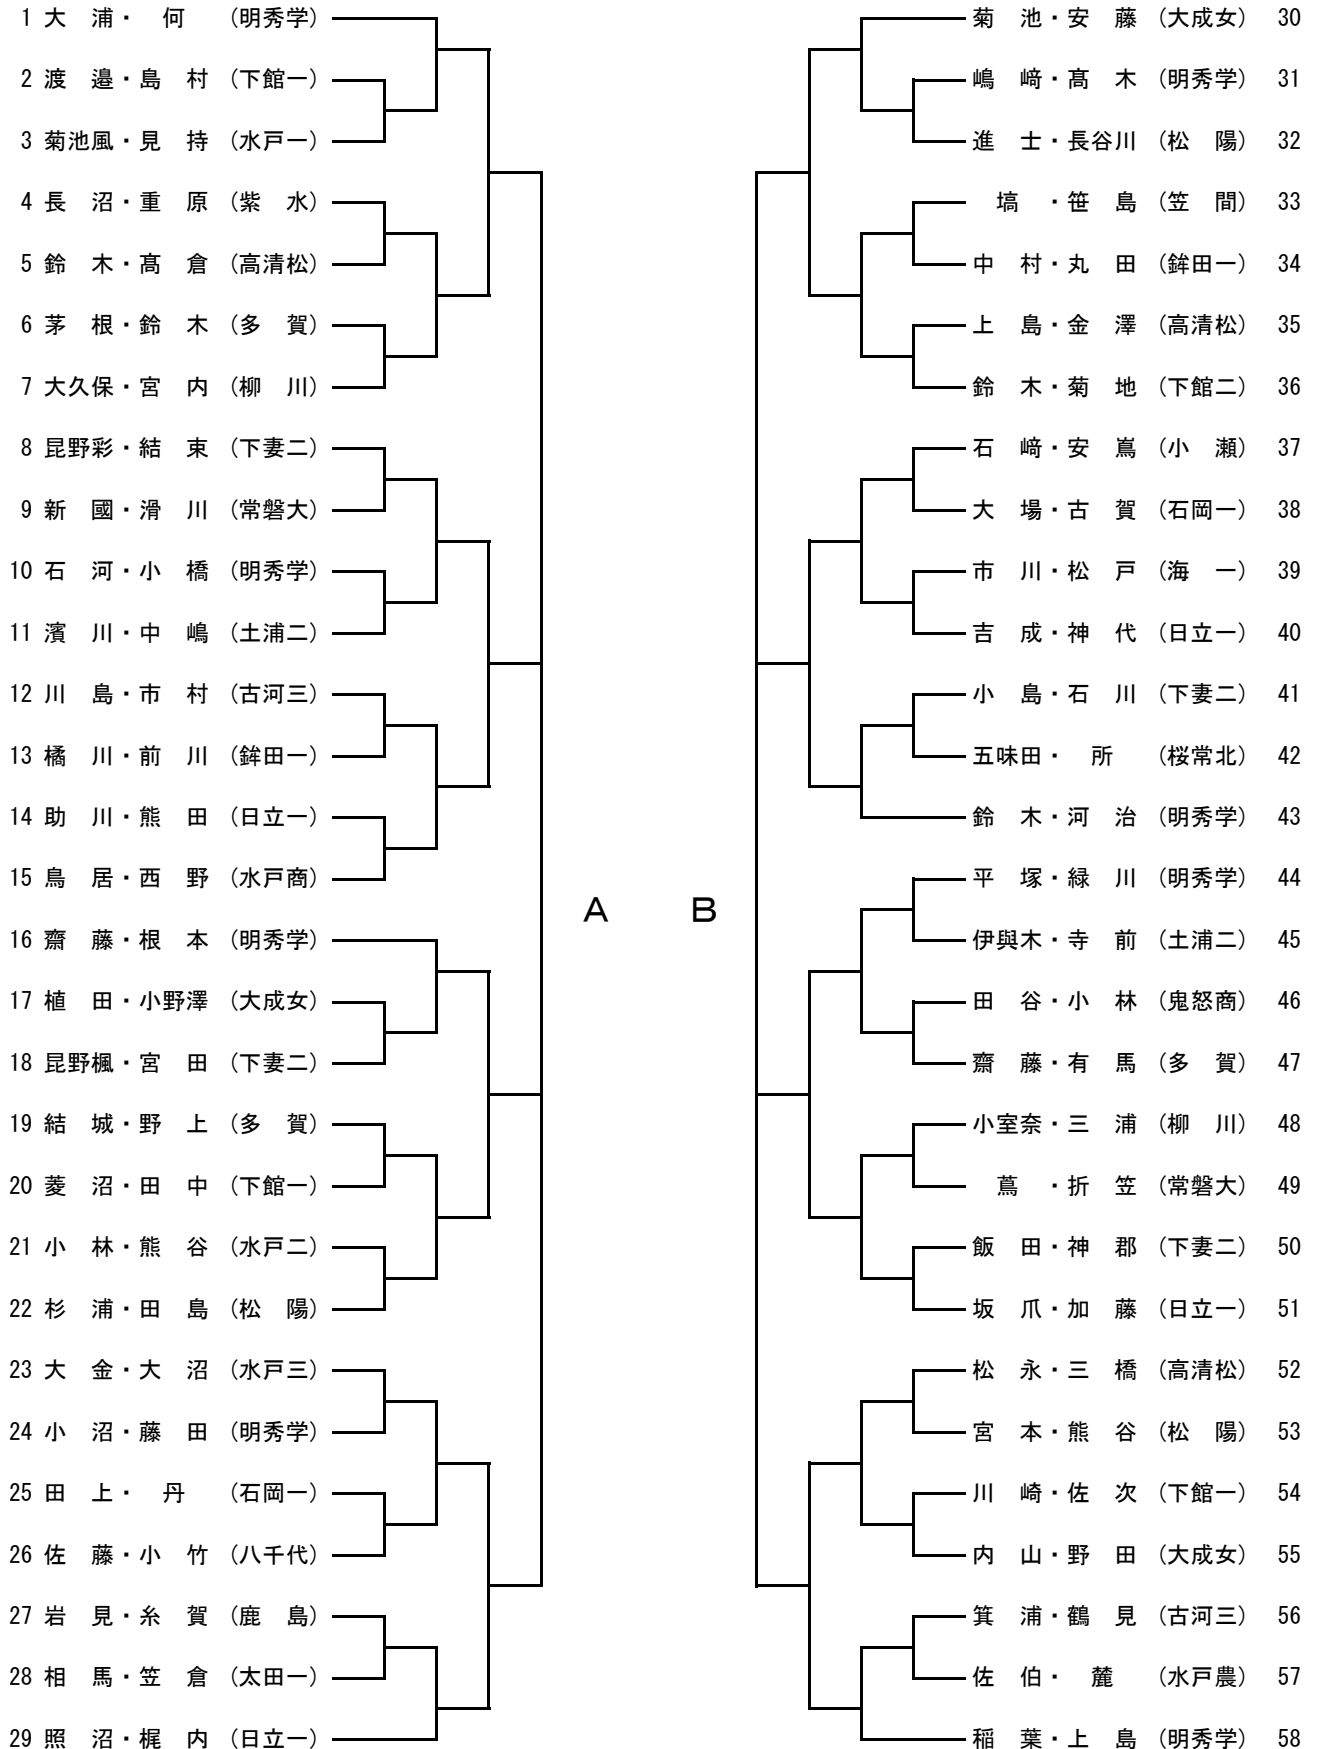 1 大　浦・　何　（明秀学）
2 渡　邉・島　村（下館一）
3 菊池風・見　持（水戸一）
4 長　沼・重　原（紫　水）
5 鈴　木・髙　倉（高清松）
6 茅　根・鈴　木（多　賀）
7 大久保・宮　内（柳　川）
8 昆野彩・結　束（下妻二）
9 新　國・滑　川（常磐大）
10 石　河・小　橋（明秀学）
11 濱　川・中　嶋（土浦二）
12 川　島・市　村（古河三）
13 橘　川・前　川（鉾田一）
14 助　川・熊　田（日立一）
15 鳥　居・西　野（水戸商）
16 齋　藤・根　本（明秀学）
17 植　田・小野澤（大成女）
18 昆野楓・宮　田（下妻二）
19 結　城・野　上（多　賀）
20 菱　沼・田　中（下館一）
21 小　林・熊　谷（水戸二）
22 杉　浦・田　島（松　陽）
23 大　金・大　沼（水戸三）
24 小　沼・藤　田（明秀学）
25 田　上・　丹　（石岡一）
26 佐　藤・小　竹（八千代）
27 岩　見・糸　賀（鹿　島）
28 相　馬・笠　倉（太田一）
29 照　沼・梶　内（日立一）
A　B
菊　池・安　藤（大成女）30
嶋　﨑・髙　木（明秀学）31
進　士・長谷川（松　陽）32
　塙　・笹　島（笠　間）33
中　村・丸　田（鉾田一）34
上　島・金　澤（高清松）35
鈴　木・菊　地（下館二）36
石　﨑・安　嶌（小　瀬）37
大　場・古　賀（石岡一）38
市　川・松　戸（海　一）39
吉　成・神　代（日立一）40
小　島・石　川（下妻二）41
五味田・　所　（桜常北）42
鈴　木・河　治（明秀学）43
平　塚・緑　川（明秀学）44
伊與木・寺　前（土浦二）45
田　谷・小　林（鬼怒商）46
齋　藤・有　馬（多　賀）47
小室奈・三　浦（柳　川）48
　蔦　・折　笠（常磐大）49
飯　田・神　郡（下妻二）50
坂　爪・加　藤（日立一）51
松　永・三　橋（高清松）52
宮　本・熊　谷（松　陽）53
川　崎・佐　次（下館一）54
内　山・野　田（大成女）55
箕　浦・鶴　見（古河三）56
佐　伯・　麓　（水戸農）57
稲　葉・上　島（明秀学）58